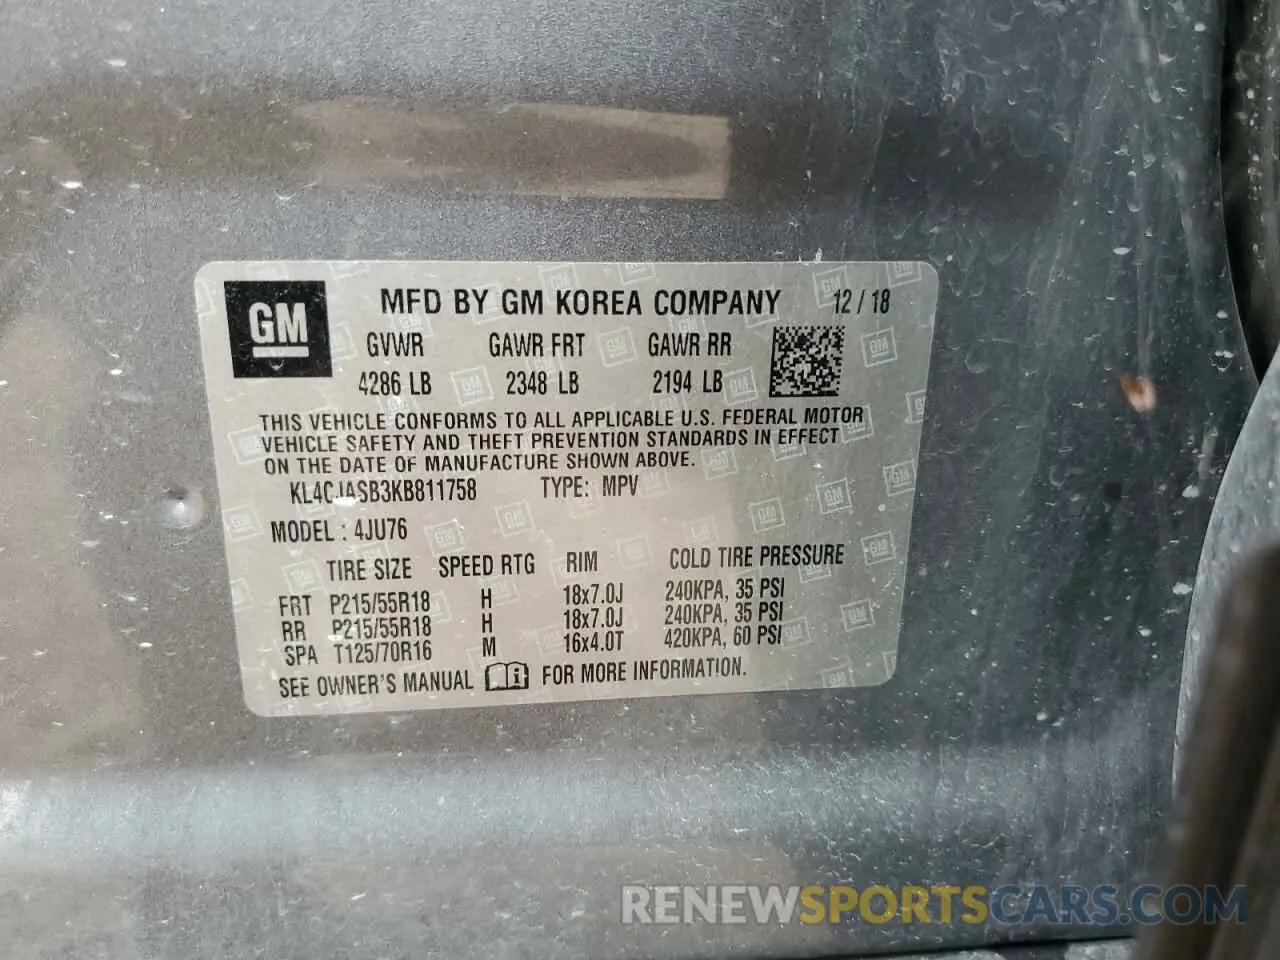 GM
MFD BY GM KOREA COMPANY 12/18
GVWR GAWR FRT GAWR RR
4286 LB 2348 LB 2194 LB
THIS VEHICLE CONFORMS TO ALL APPLICABLE U.S. FEDERAL MOTOR
VEHICLE SAFETY AND THEFT PREVENTION STANDARDS IN EFFECT
ON THE DATE OF MANUFACTURE SHOWN ABOVE.
KL4CJASB3KB811758 TYPE: MPV
MODEL: 4JU76
TIRE SIZE SPEED RTG RIM COLD TIRE PRESSURE
FRT P215/55R18 H 18x7.0J 240KPA, 35 PSI
RR P215/55R18 H 18x7.0J 240KPA, 35 PSI
SPA T125/70R16 M 16x4.0T 420KPA, 60 PSI
SEE OWNER'S MANUAL FOR MORE INFORMATION.
RENEWSPORTSCARS.COM